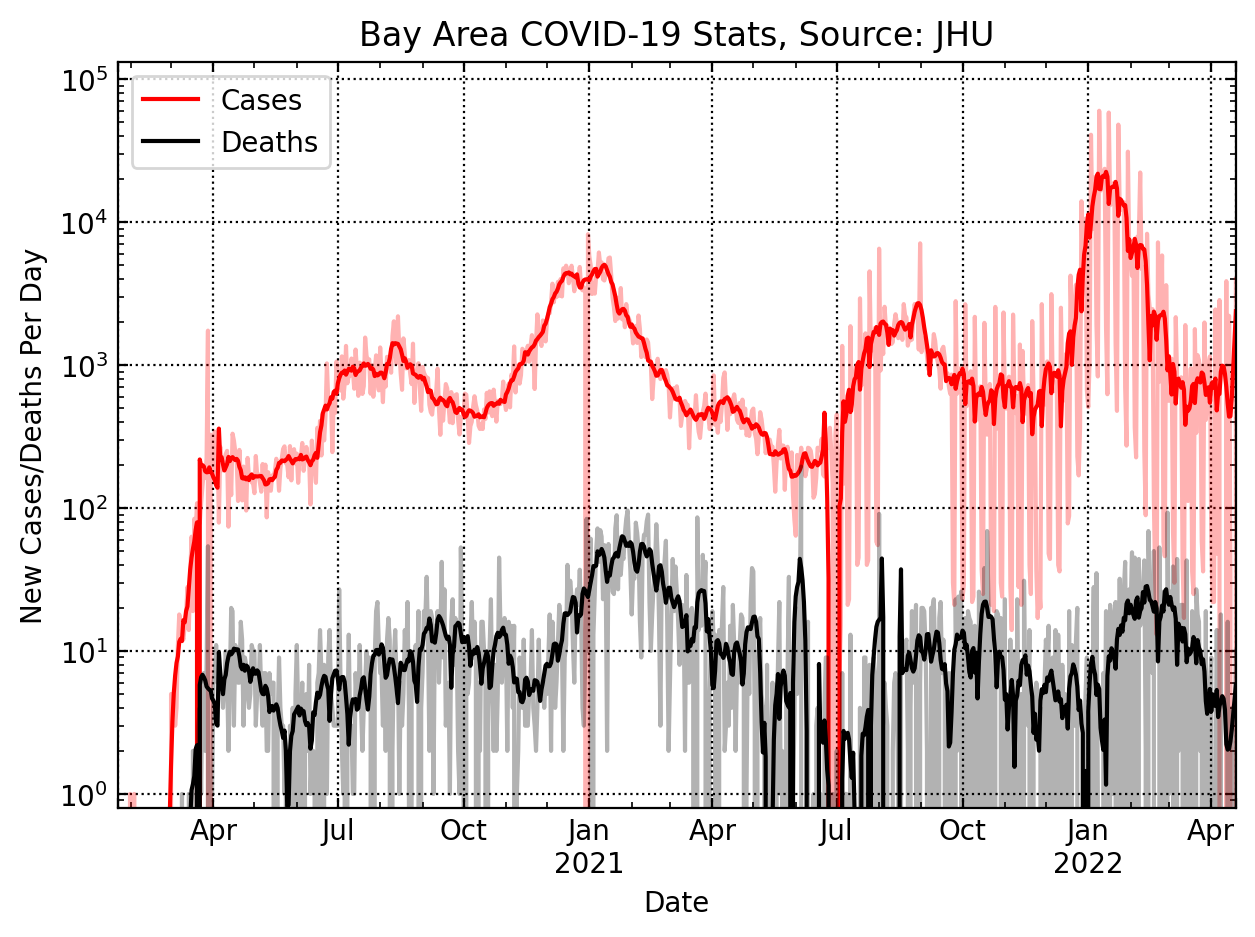 Bay Area COVID-19 Stats, Source: JHU
10⁵
10⁴
10³
10²
10¹
10⁰
New Cases/Deaths Per Day
Cases
Deaths
Apr Jul Oct Jan Apr Jul Oct Jan Apr
2021 2022
Date